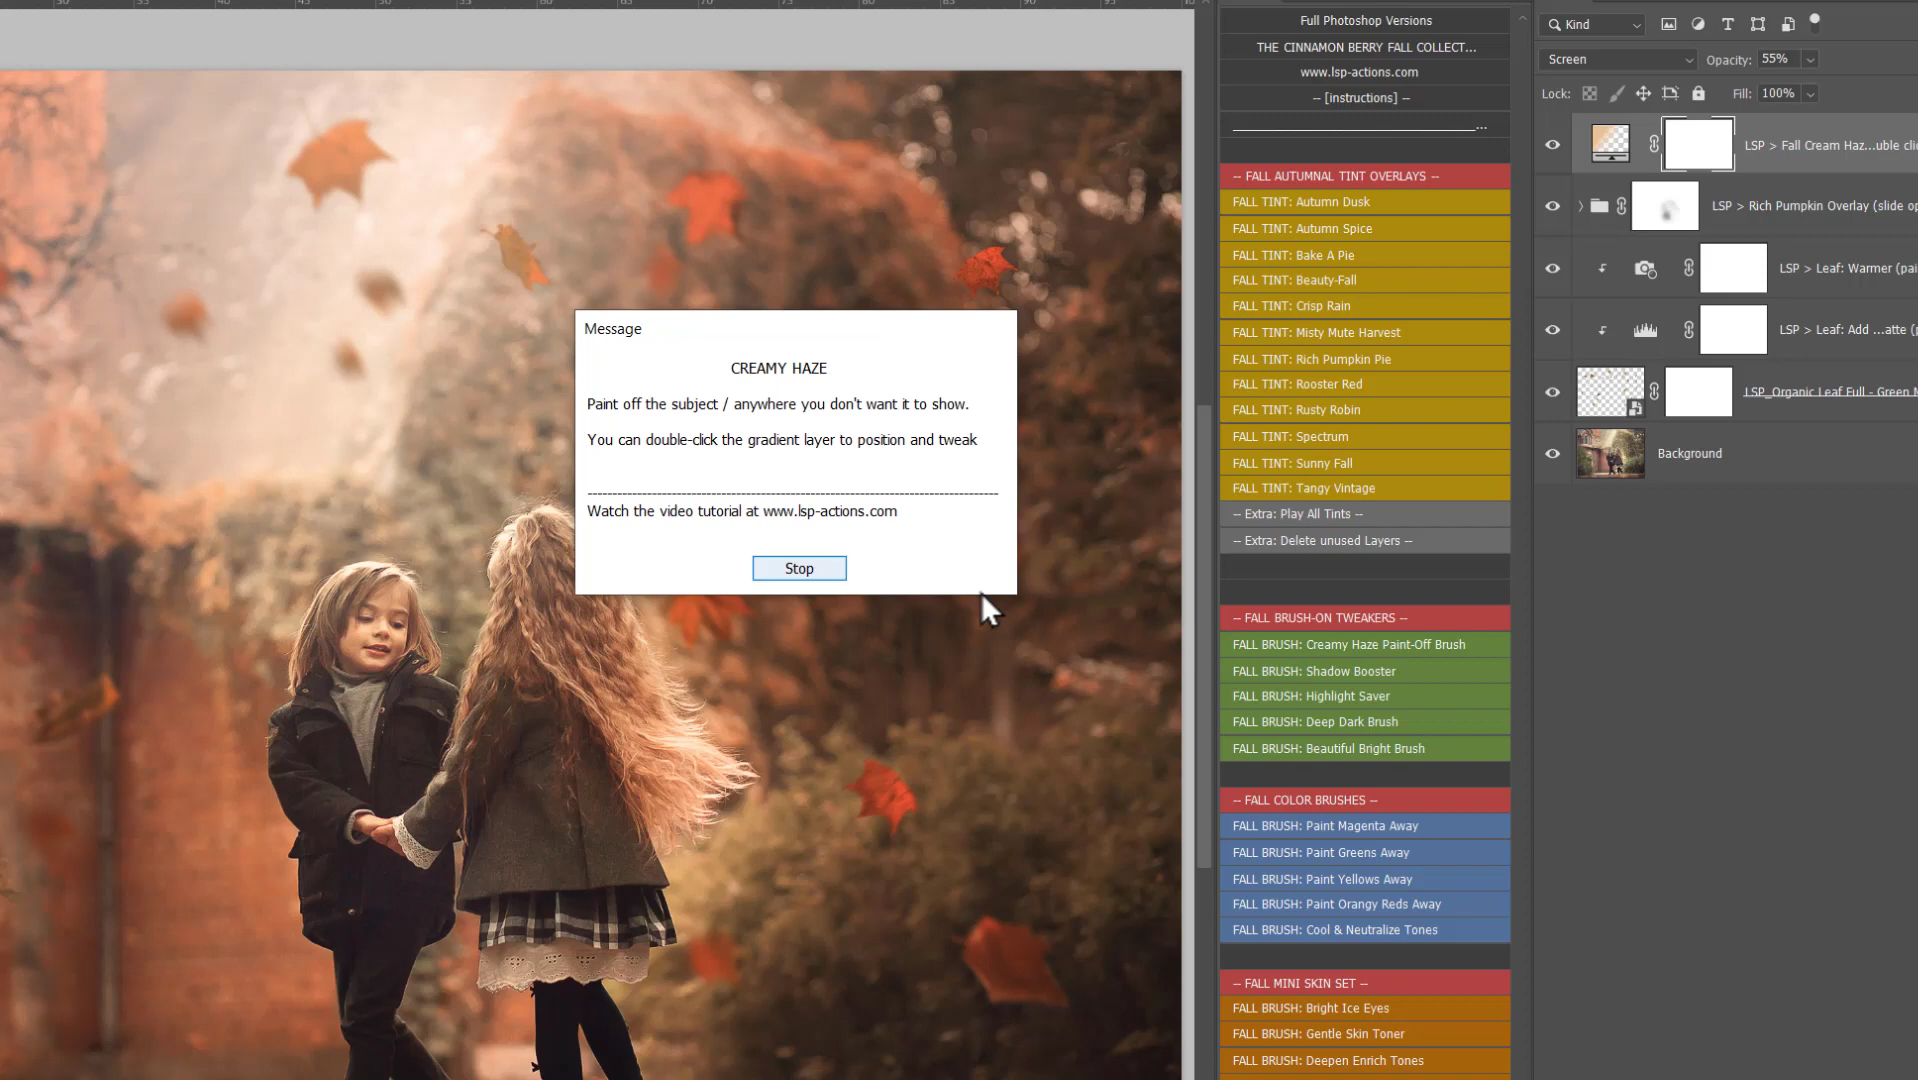 Full Photoshop Versions
THE CINNAMON BERRY FALL COLLECT...
www.lsp-actions.com
-- [instructions] --
-- FALL AUTUMNAL TINT OVERLAYS --
FALL TINT: Autumn Dusk
FALL TINT: Autumn Spice
FALL TINT: Bake A Pie
FALL TINT: Beauty-Fall
FALL TINT: Crisp Rain
FALL TINT: Misty Mute Harvest
FALL TINT: Rich Pumpkin Pie
FALL TINT: Rooster Red
FALL TINT: Rusty Robin
FALL TINT: Spectrum
FALL TINT: Sunny Fall
FALL TINT: Tangy Vintage
-- Extra: Play All Tints --
-- Extra: Delete unused Layers --
-- FALL BRUSH-ON TWEAKERS --
FALL BRUSH: Creamy Haze Paint-Off Brush
FALL BRUSH: Shadow Booster
FALL BRUSH: Highlight Saver
FALL BRUSH: Deep Dark Brush
FALL BRUSH: Beautiful Bright Brush
-- FALL COLOR BRUSHES --
FALL BRUSH: Paint Magenta Away
FALL BRUSH: Paint Greens Away
FALL BRUSH: Paint Yellows Away
FALL BRUSH: Paint Orangy Reds Away
FALL BRUSH: Cool & Neutralize Tones
-- FALL MINI SKIN SET --
FALL BRUSH: Bright Ice Eyes
FALL BRUSH: Gentle Skin Toner
FALL BRUSH: Deepen Enrich Tones
Message
CREAMY HAZE
Paint off the subject / anywhere you don't want it to show.
You can double-click the gradient layer to position and tweak
Watch the video tutorial at www.lsp-actions.com
Stop
Kind
Screen
Opacity: 55%
Lock:
Fill: 100%
LSP > Fall Cream Haz...uble clic
LSP > Rich Pumpkin Overlay (slide op
LSP > Leaf: Warmer (pai
LSP > Leaf: Add ...atte (
LSP_Organic Leaf Full - Green
Background